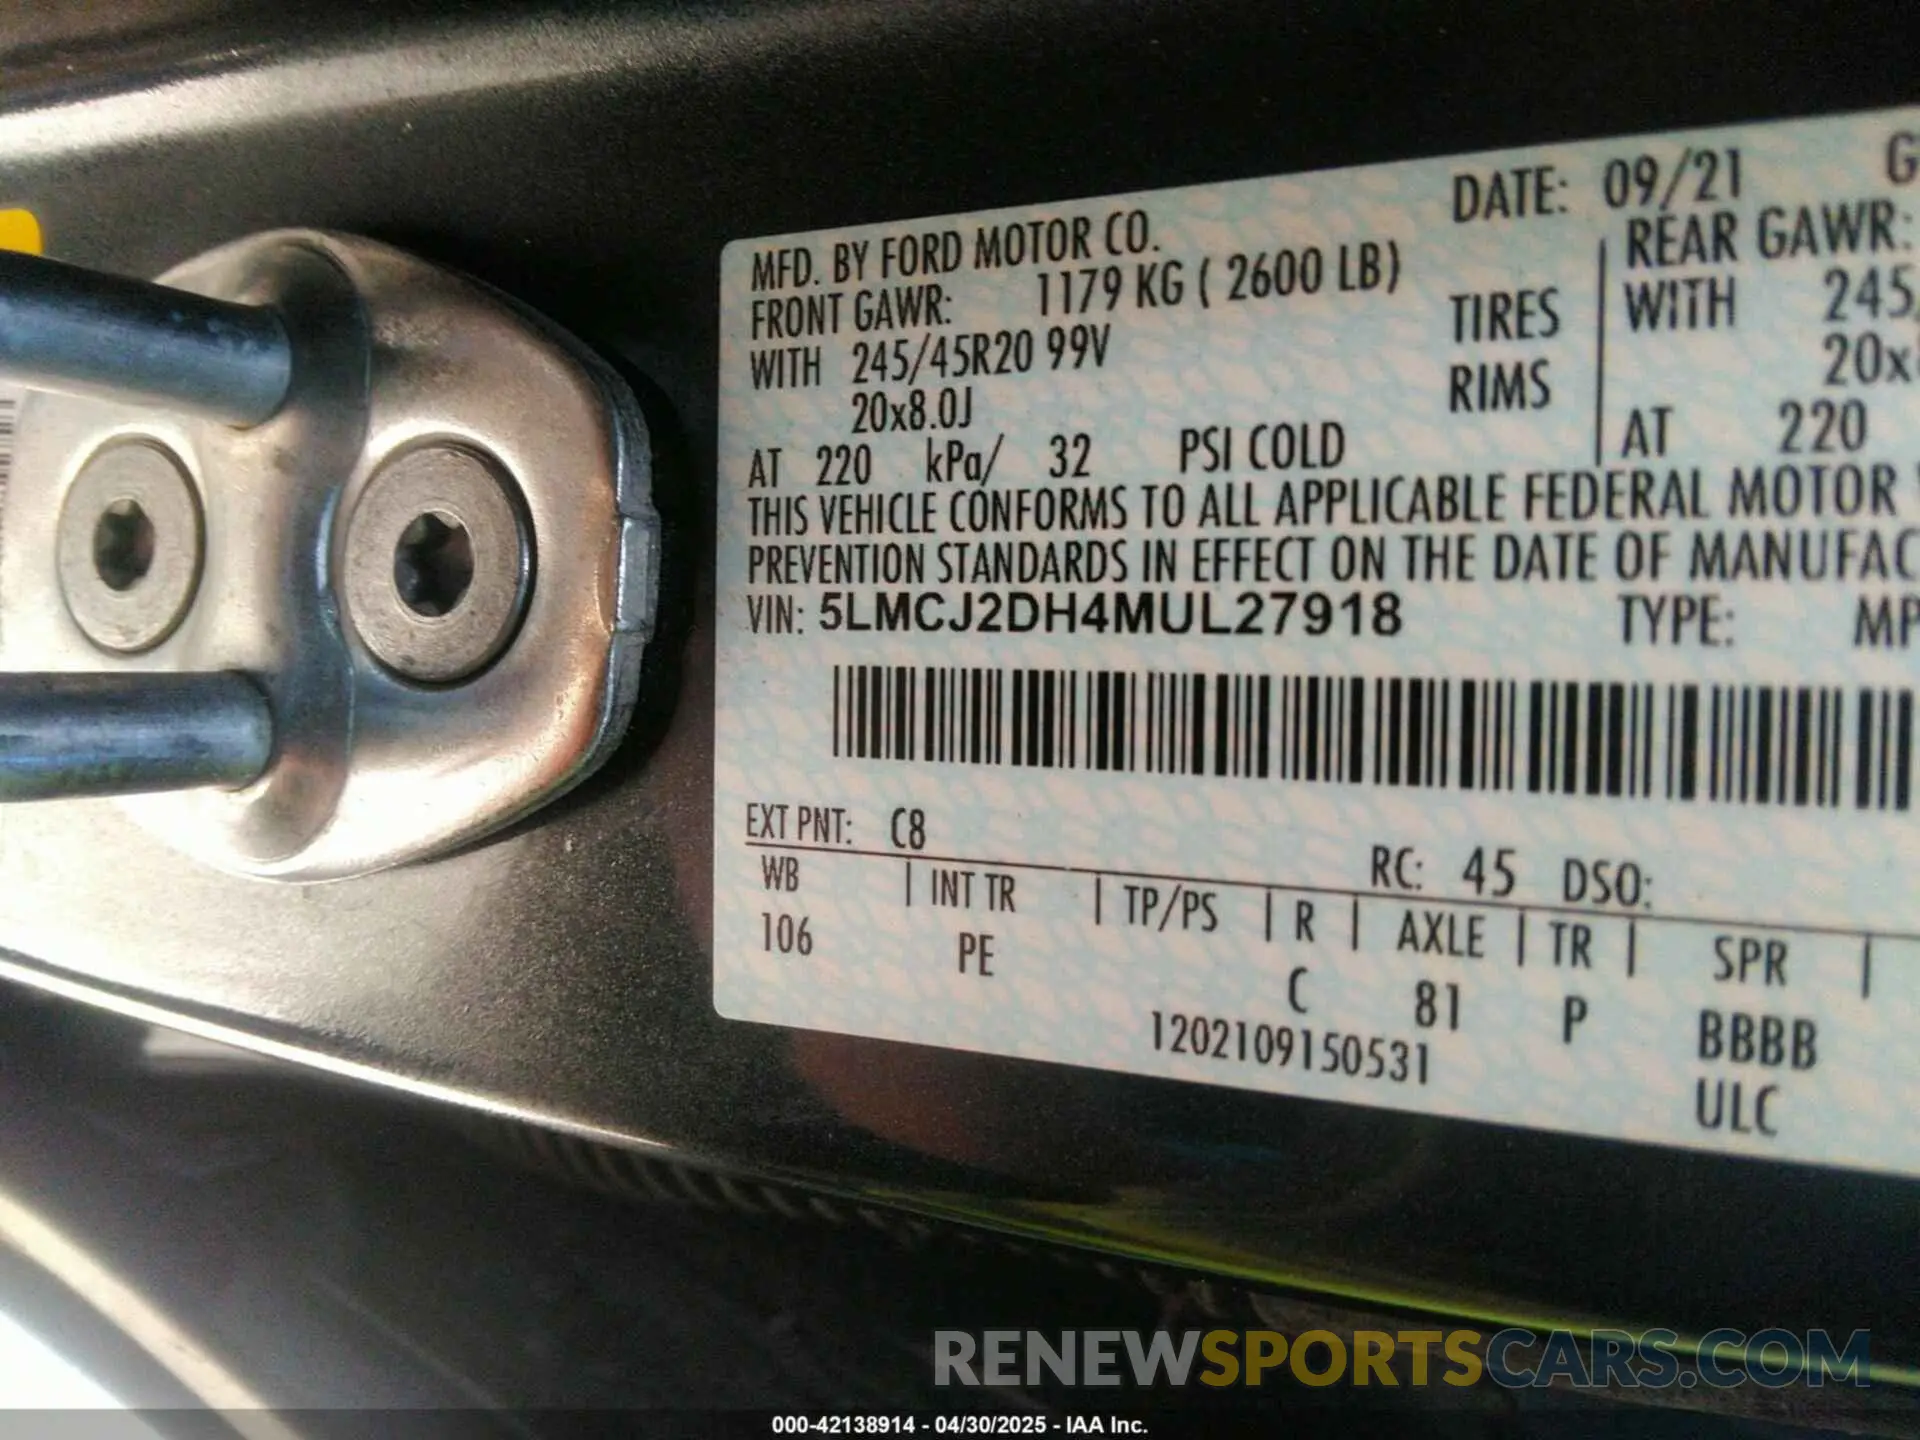 DATE: 09/21
MFD. BY FORD MOTOR CO.
FRONT GAWR: 1179 KG ( 2600 LB)
REAR GAWR:
WITH 245/45R20 99V TIRES WITH 245/
20x8.0J RIMS
AT 220 kPa/ 32 PSI COLD AT 220
THIS VEHICLE CONFORMS TO ALL APPLICABLE FEDERAL MOTOR
PREVENTION STANDARDS IN EFFECT ON THE DATE OF MANUFAC
VIN: 5LMCJ2DH4MUL27918 TYPE: MP
EXT PNT: C8 RC: 45 DSO:
WB | INT TR | TP/PS | R | AXLE | TR | SPR |
106 PE C 81 P BBBB
1202109150531 ULC
RENEWSPORTSCARS.COM
000-42138914 - 04/30/2025 - IAA Inc.